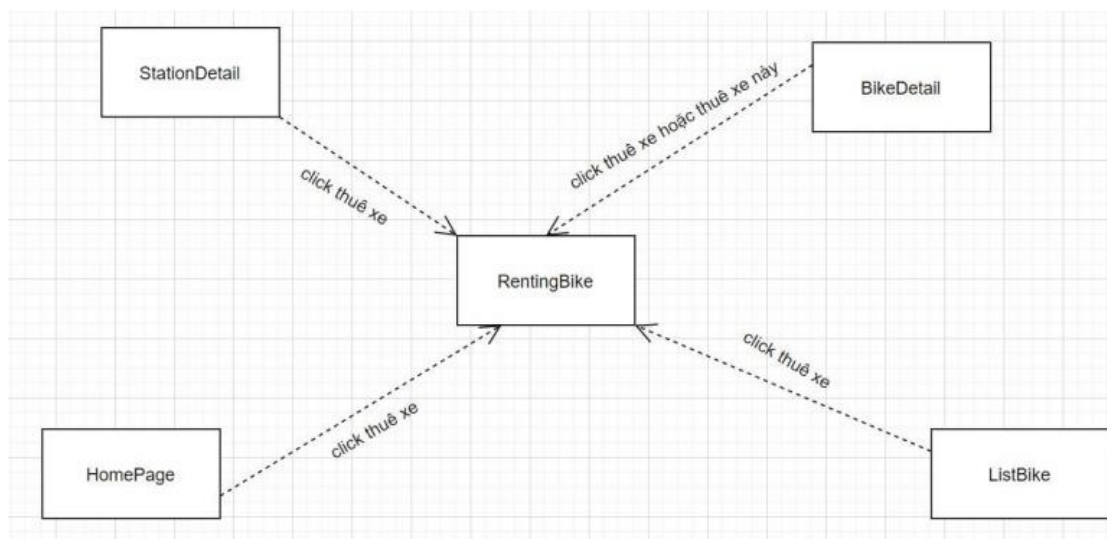 StationDetail
BikeDetail
click thuê xe hoặc thuê xe này
click thuê xe
RentingBike
click thuê xe
click thuê xe
HomePage
ListBike